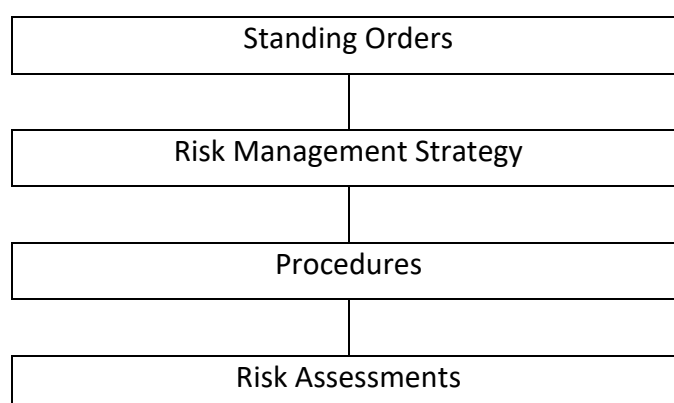 Standing Orders
Risk Management Strategy
Procedures
Risk Assessments